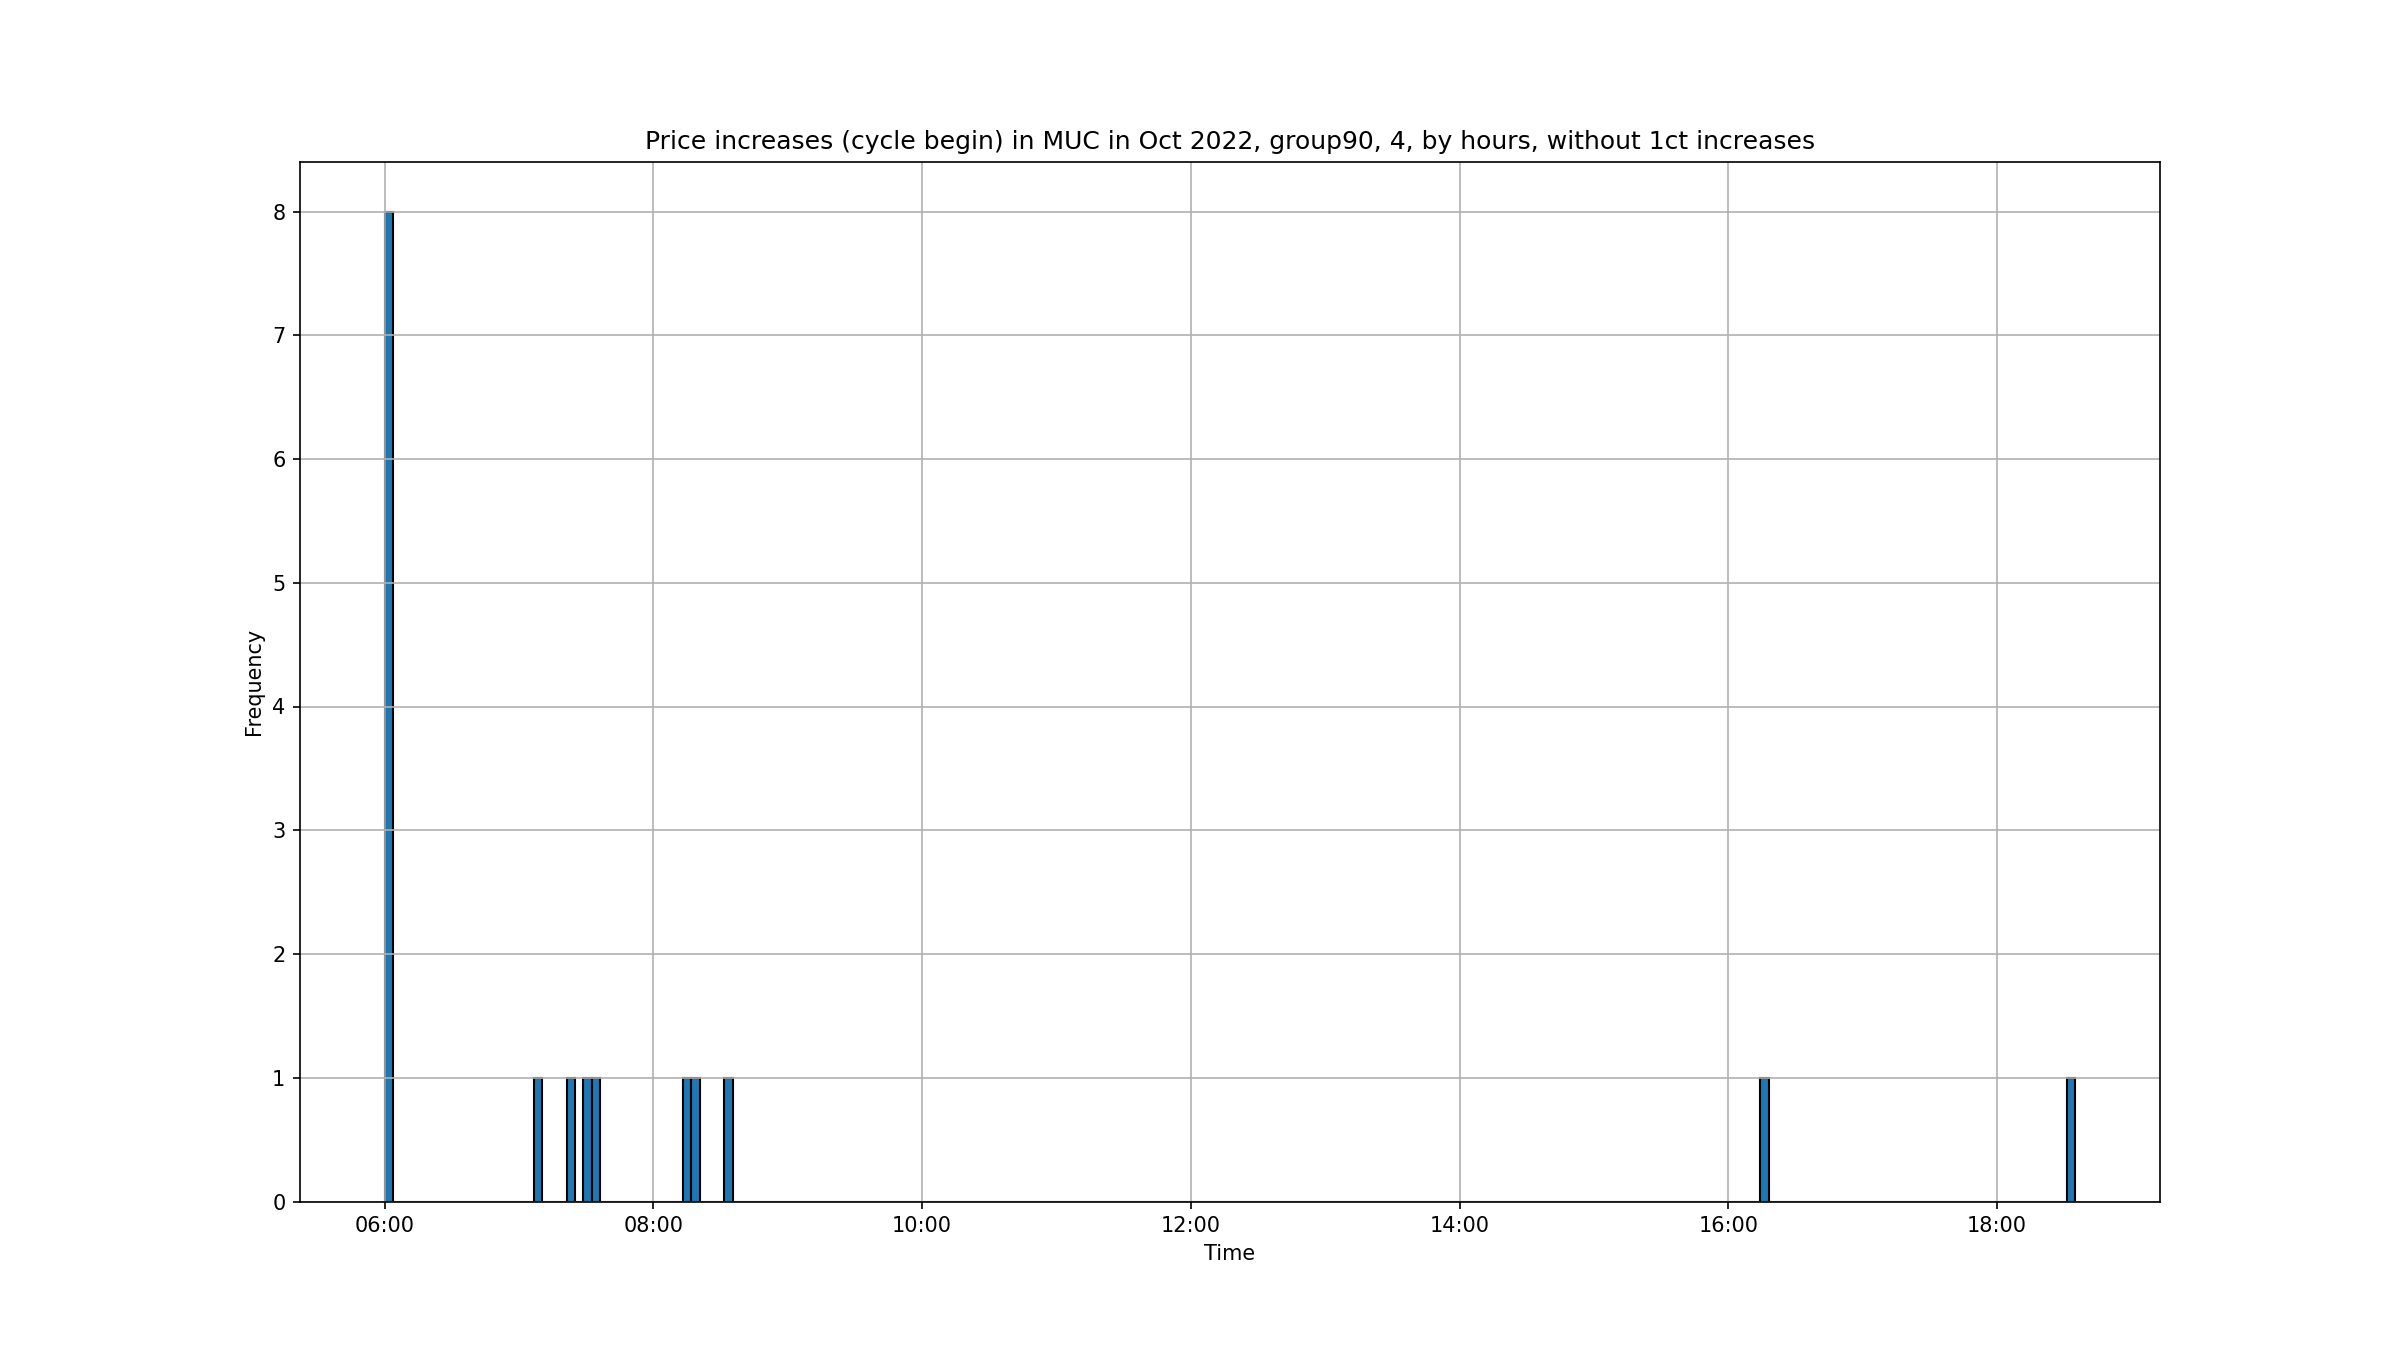 Price increases (cycle begin) in MUC in Oct 2022, group90, 4, by hours, without 1ct increases
8
7
6
5
4
3
2
1
0
Frequency
06:00 08:00 10:00 12:00 14:00 16:00 18:00
Time